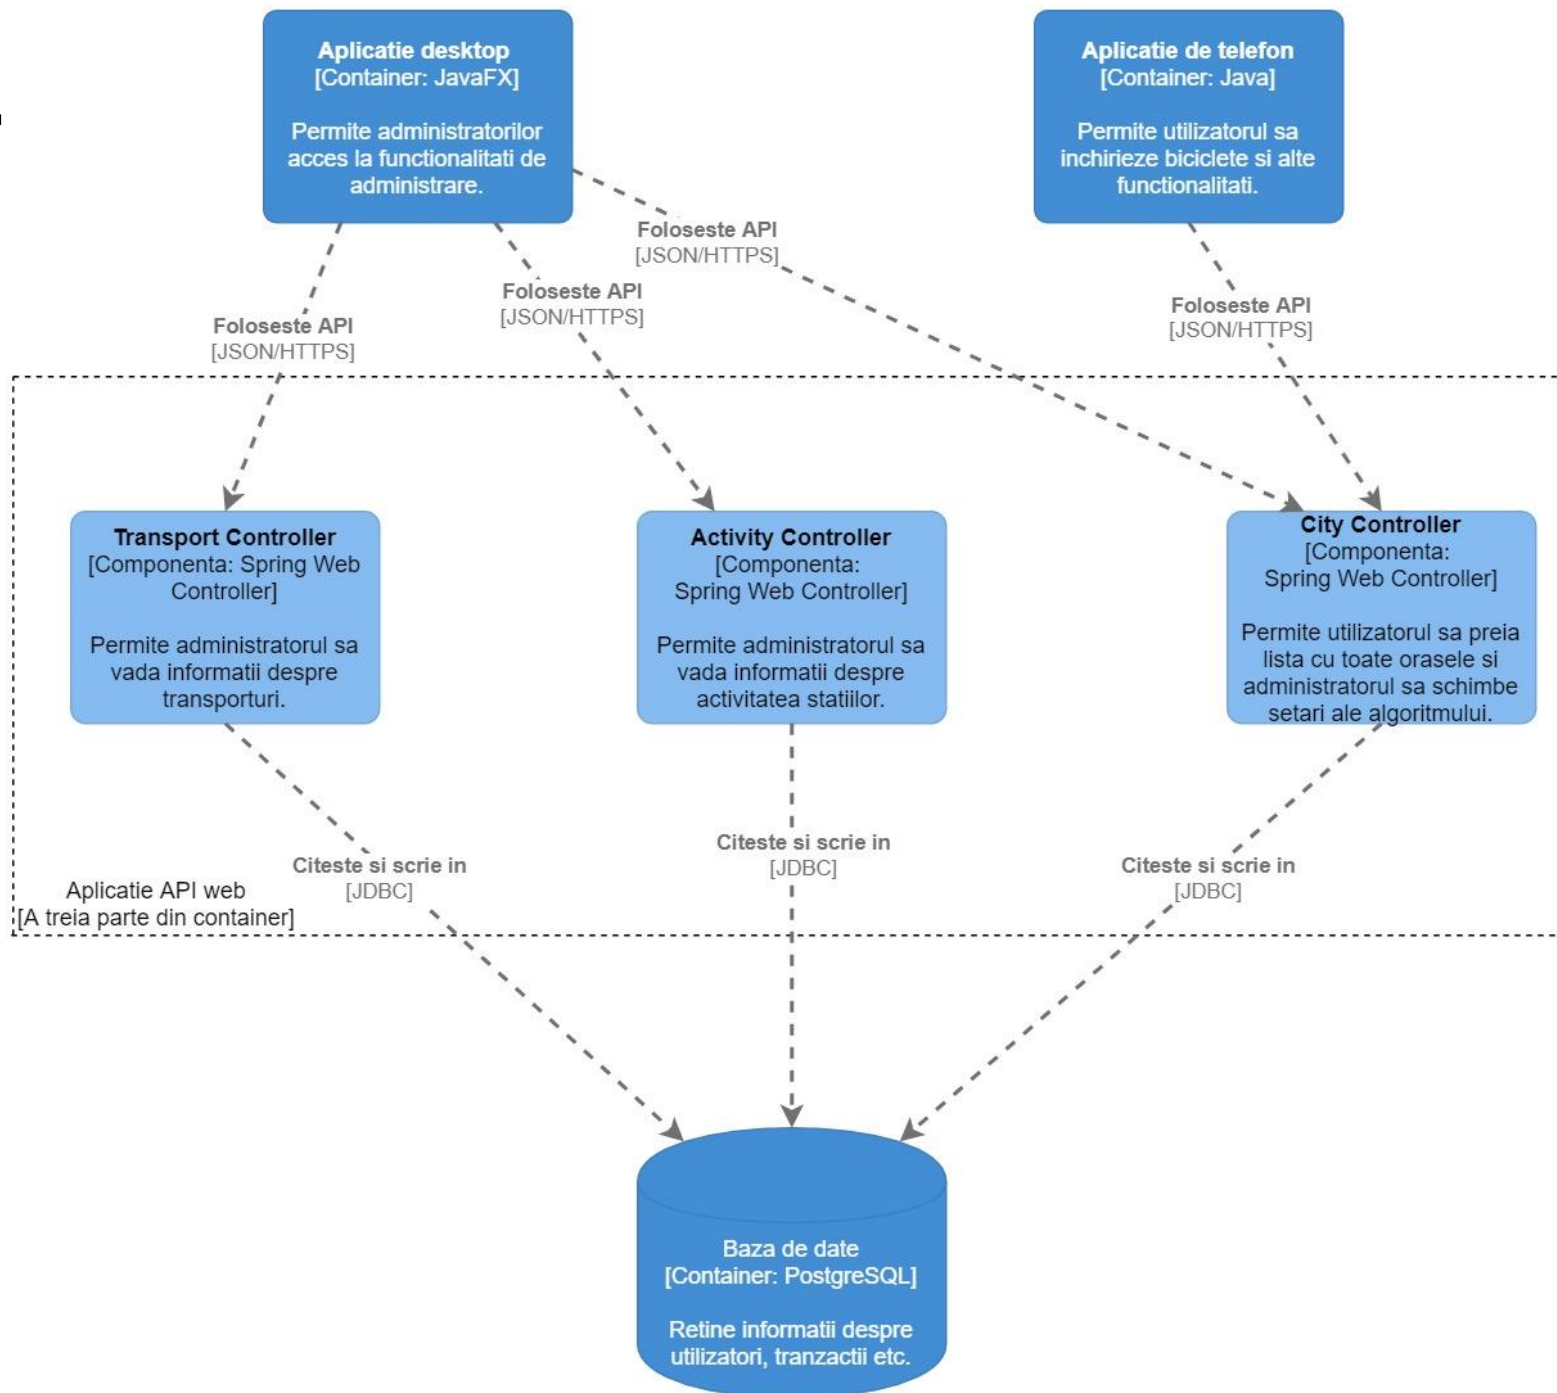 Aplicatie desktop
[Container: JavaFX]
Permite administratorilor
acces la functionalitati de
administrare.
Aplicatie de telefon
[Container: Java]
Permite utilizatorul sa
inchirieze biciclete si alte
functionalitati.
Foloseste API
[JSON/HTTPS]
Foloseste API
[JSON/HTTPS]
Foloseste API
[JSON/HTTPS]
Foloseste API
[JSON/HTTPS]
Transport Controller
[Componenta: Spring Web
Controller]
Permite administratorul sa
vada informatii despre
transporturi.
Activity Controller
[Componenta:
Spring Web Controller]
Permite administratorul sa
vada informatii despre
activitatea statiilor.
City Controller
[Componenta:
Spring Web Controller]
Permite utilizatorul sa preia
lista cu toate orasele si
administratorul sa schimbe
setari ale algoritmului.
Citeste si scrie in
[JDBC]
Citeste si scrie in
[JDBC]
Citeste si scrie in
[JDBC]
Aplicatie API web
[A treia parte din container]
Baza de date
[Container: PostgreSQL]
Retine informatii despre
utilizatori, tranzactii etc.